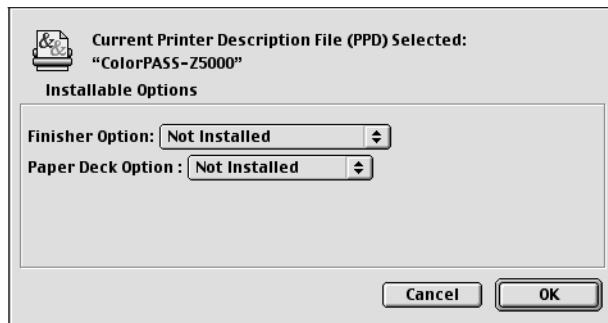 Current Printer Description File (PPD) Selected:
“ColorPASS-Z5000”
Installable Options
Finisher Option: Not Installed
Paper Deck Option : Not Installed
Cancel OK